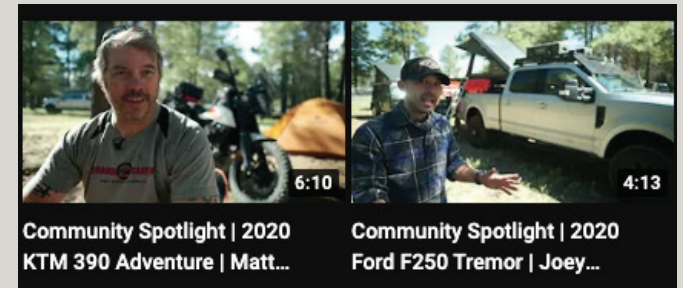 6:10
4:13
Community Spotlight | 2020
KTM 390 Adventure | Matt...
Community Spotlight | 2020
Ford F250 Tremor | Joey...